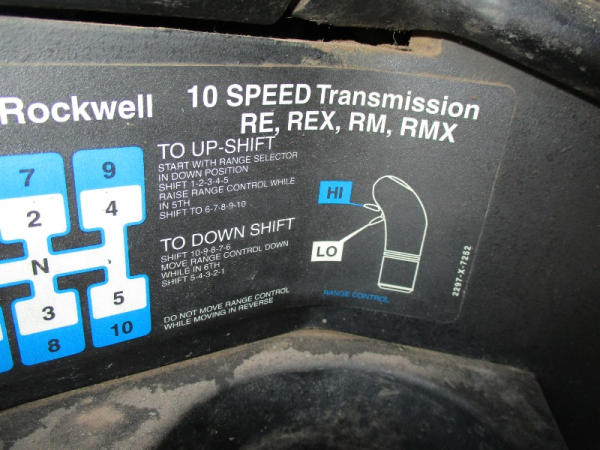 Rockwell
10 SPEED Transmission
RE, REX, RM, RMX
7
9
2
4
N
3
5
8
10
TO UP-SHIFT
START WITH RANGE SELECTOR
IN DOWN POSITION
SHIFT 1-2-3-4-5
RAISE RANGE CONTROL WHILE
IN 5TH
SHIFT TO 6-7-8-9-10
TO DOWN SHIFT
SHIFT 10-9-8-7-6
MOVE RANGE CONTROL DOWN
WHILE IN 6TH
SHIFT 5-4-3-2-1
DO NOT MOVE RANGE CONTROL
WHILE MOVING IN REVERSE
HI
LO
RANGE CONTROL
2297-X-7252